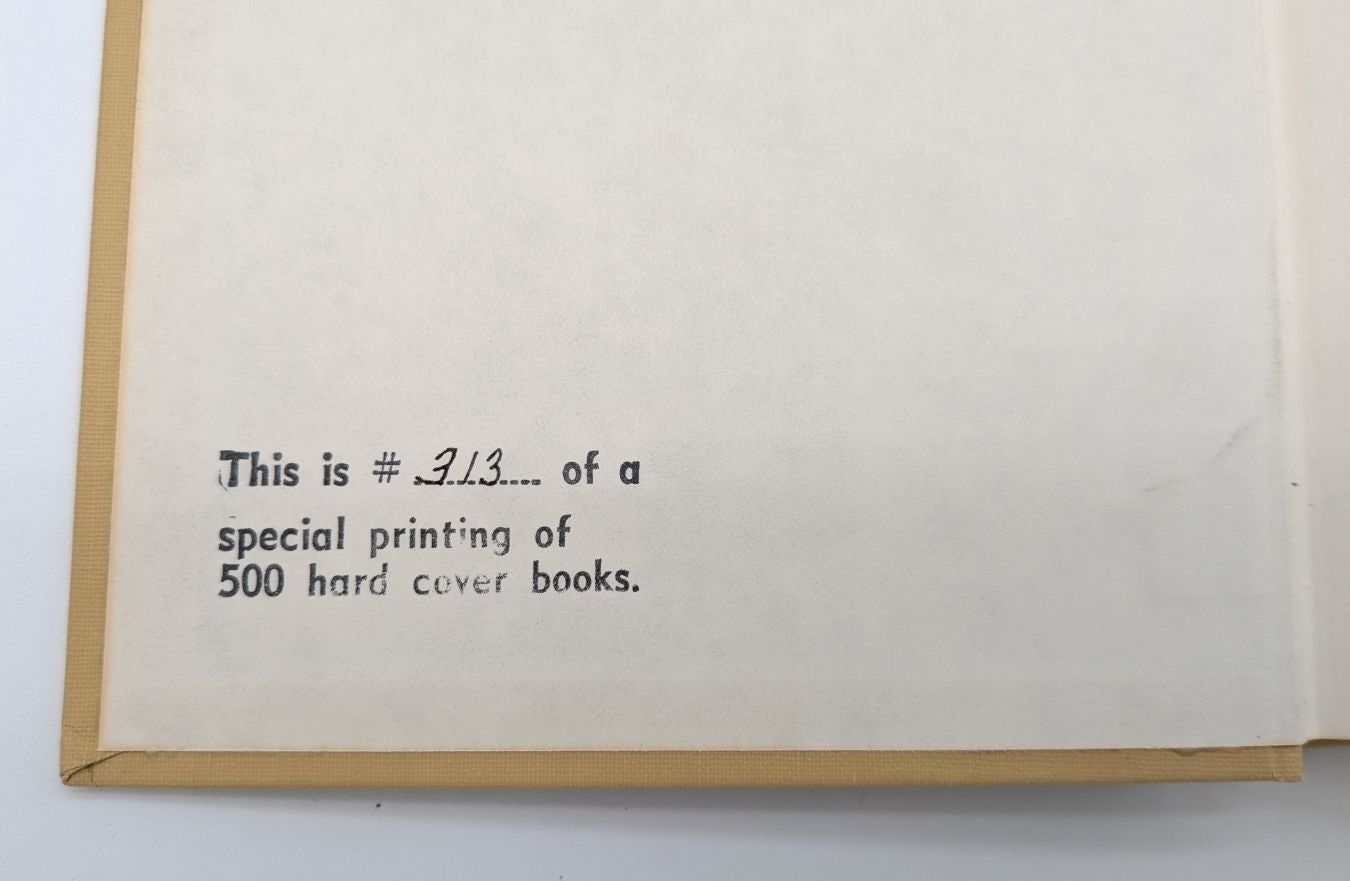 This is # 313 of a
special printing of
500 hard cover books.